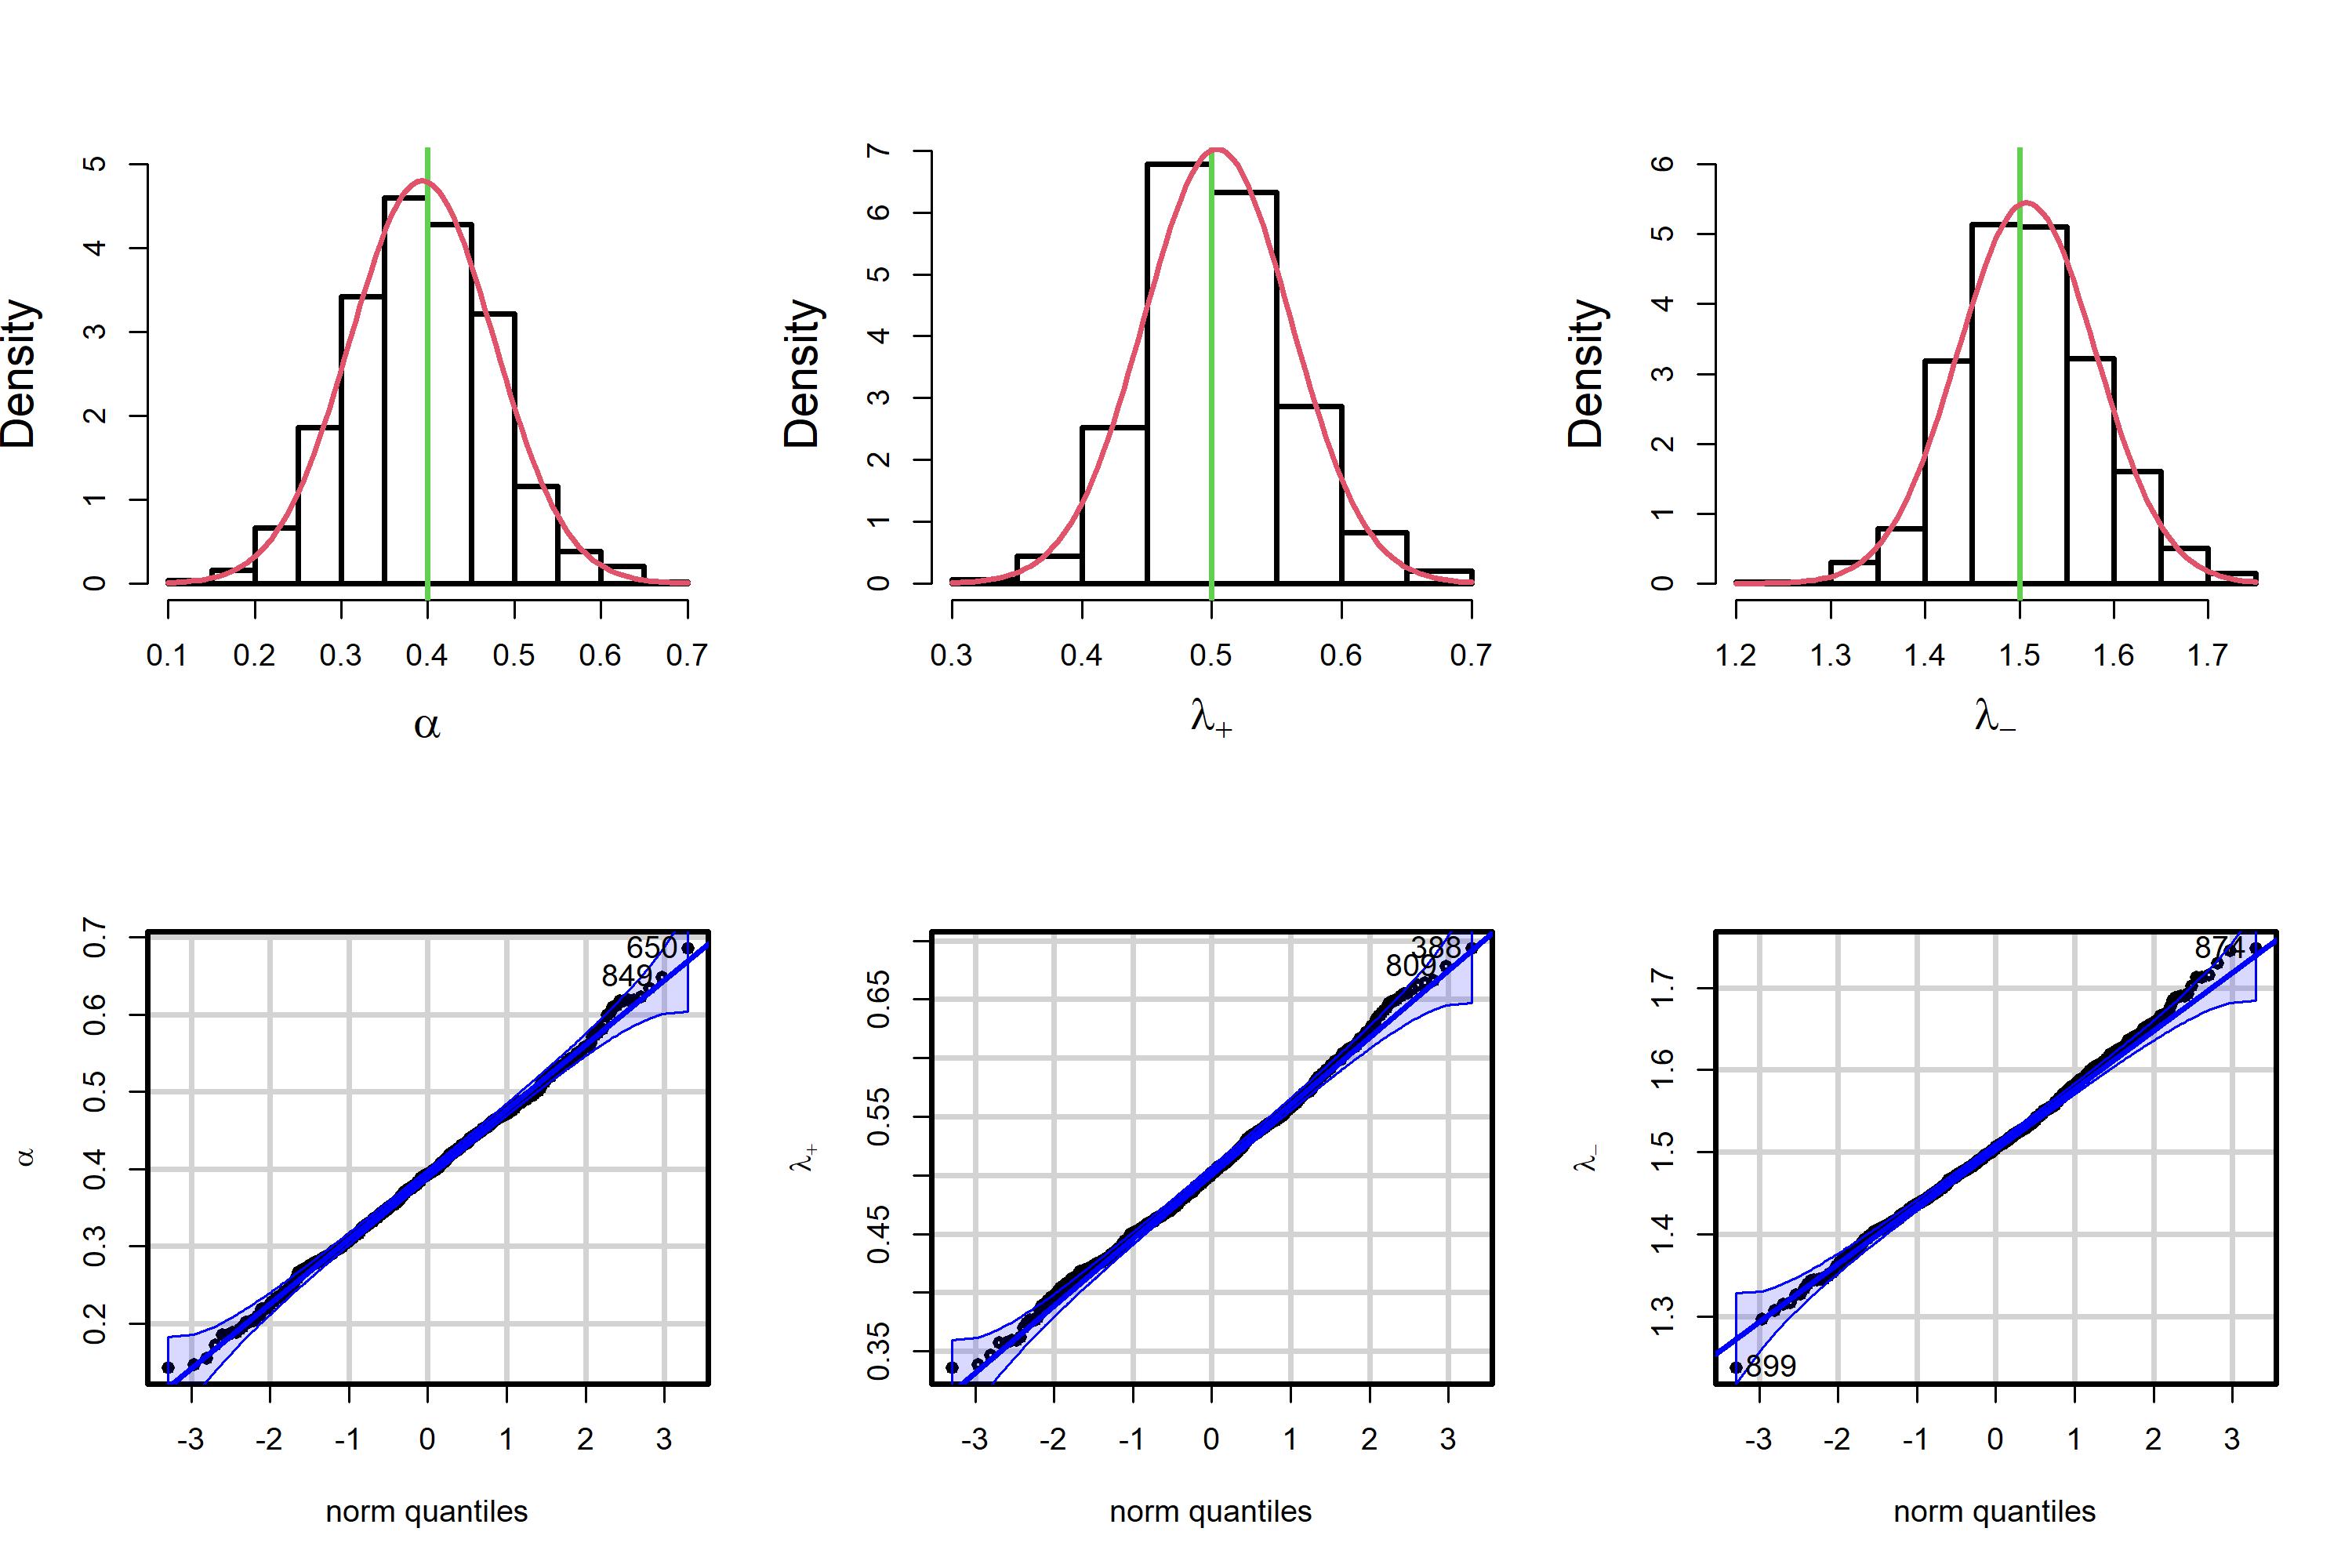 Density
5
4
3
2
1
0
0.1 0.2 0.3 0.4 0.5 0.6 0.7
α
Density
7
6
5
4
3
2
1
0
0.3 0.4 0.5 0.6 0.7
λ+
Density
6
5
4
3
2
1
0
1.2 1.3 1.4 1.5 1.6 1.7
λ−
α
0.7
0.6
0.5
0.4
0.3
0.2
650
849
-3 -2 -1 0 1 2 3
norm quantiles
λ+
0.65
0.55
0.45
0.35
388
809
-3 -2 -1 0 1 2 3
norm quantiles
λ−
1.7
1.6
1.5
1.4
1.3
874
899
-3 -2 -1 0 1 2 3
norm quantiles